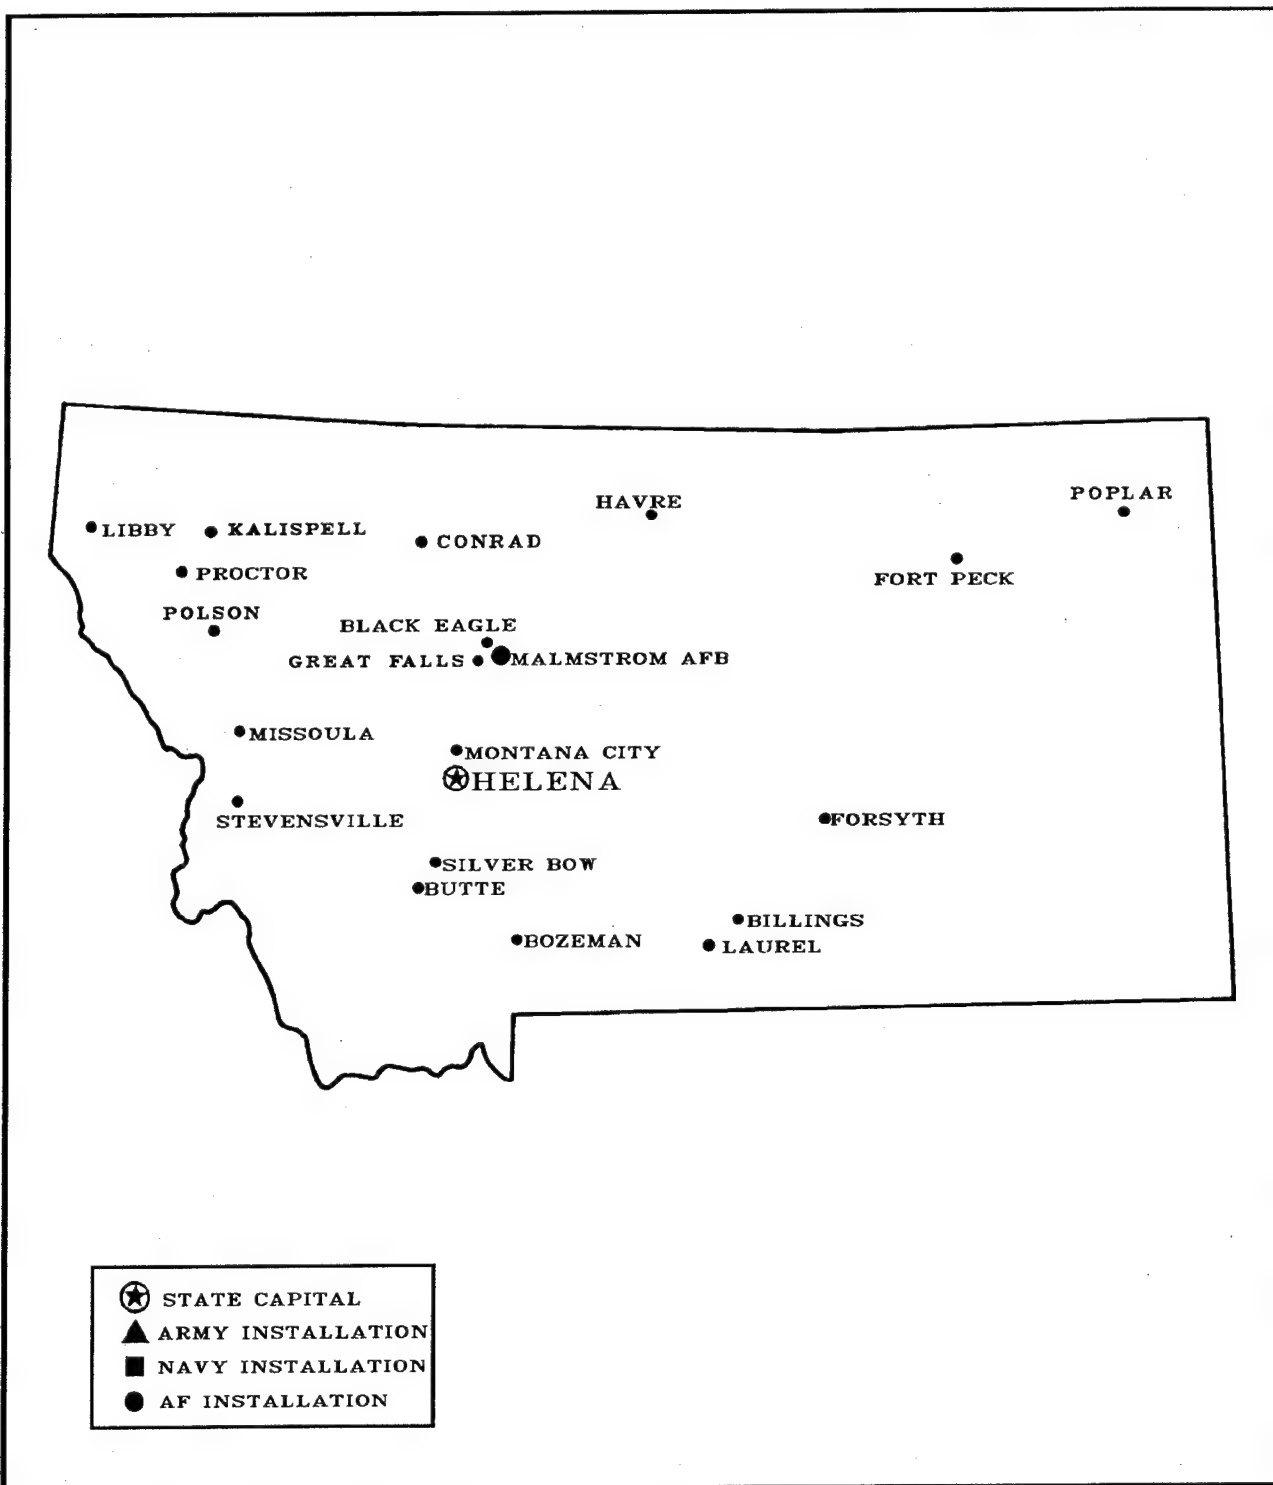 POPLAR
HAVRE
LIBBY
KALISPELL
CONRAD
PROCTOR
FORT PECK
POLSON
BLACK EAGLE
GREAT FALLS
MALMSTROM AFB
MISSOULA
MONTANA CITY
HELENA
STEVENSVILLE
FORSYTH
SILVER BOW
BUTTE
BILLINGS
BOZEMAN
LAUREL
STATE CAPITAL
ARMY INSTALLATION
NAVY INSTALLATION
AF INSTALLATION